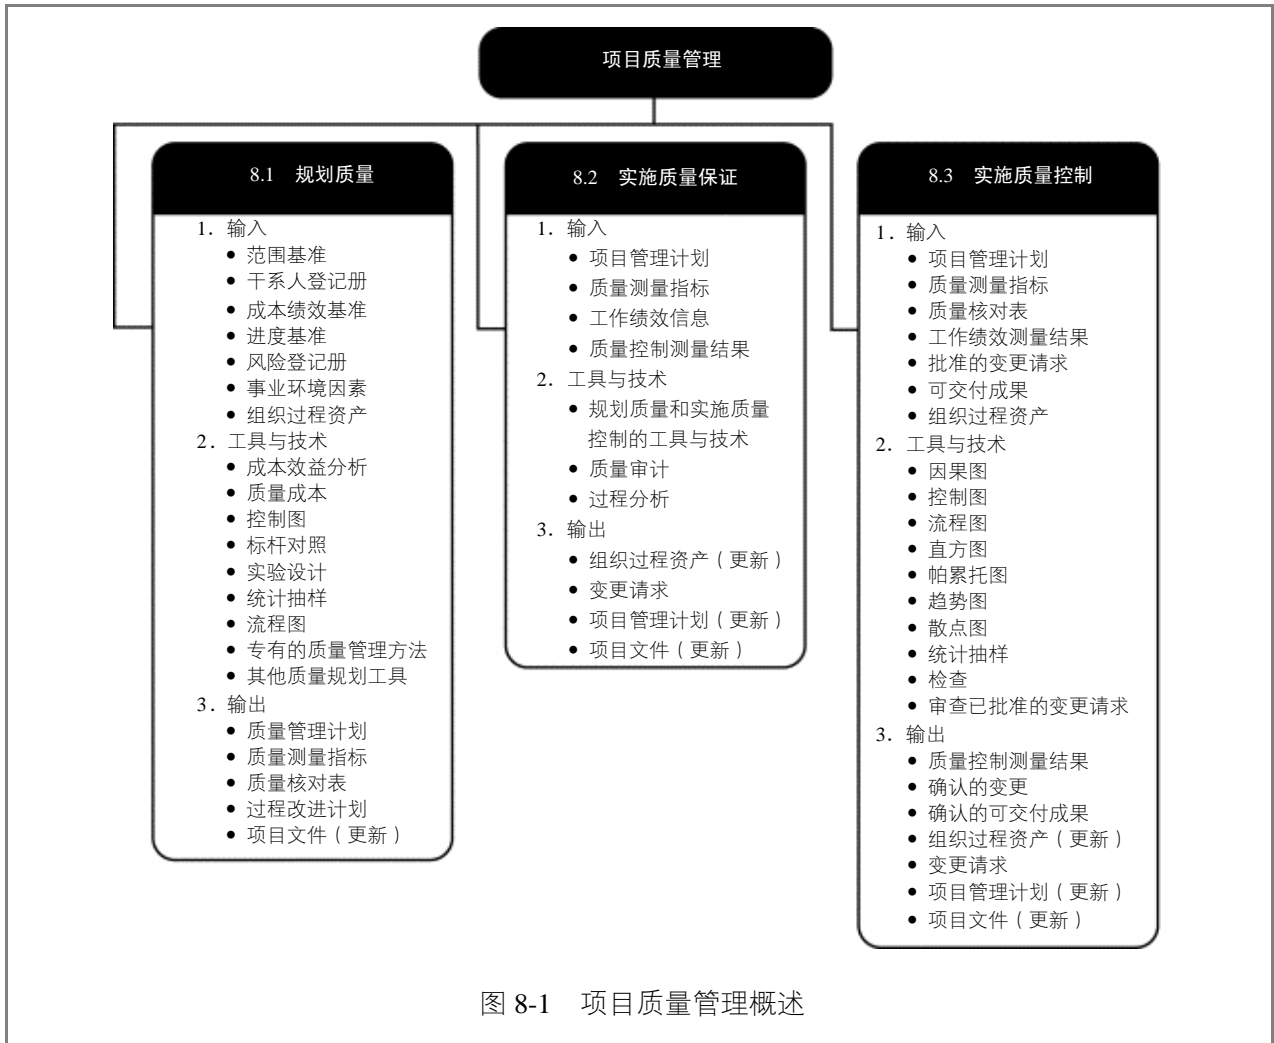 项目质量管理
8.1 规划质量
1. 输入
● 范围基准
● 干系人登记册
● 成本绩效基准
● 进度基准
● 风险登记册
● 事业环境因素
● 组织过程资产
2. 工具与技术
● 成本效益分析
● 质量成本
● 控制图
● 标杆对照
● 实验设计
● 统计抽样
● 流程图
● 专有的质量管理方法
● 其他质量规划工具
3. 输出
● 质量管理计划
● 质量测量指标
● 质量核对表
● 过程改进计划
● 项目文件（更新）
8.2 实施质量保证
1. 输入
● 项目管理计划
● 质量测量指标
● 工作绩效信息
● 质量控制测量结果
2. 工具与技术
● 规划质量和实施质量
控制的工具与技术
● 质量审计
● 过程分析
3. 输出
● 组织过程资产（更新）
● 变更请求
● 项目管理计划（更新）
● 项目文件（更新）
8.3 实施质量控制
1. 输入
● 项目管理计划
● 质量测量指标
● 质量核对表
● 工作绩效测量结果
● 批准的变更请求
● 可交付成果
● 组织过程资产
2. 工具与技术
● 因果图
● 控制图
● 流程图
● 直方图
● 帕累托图
● 趋势图
● 散点图
● 统计抽样
● 检查
● 审查已批准的变更请求
3. 输出
● 质量控制测量结果
● 确认的变更
● 确认的可交付成果
● 组织过程资产（更新）
● 变更请求
● 项目管理计划（更新）
● 项目文件（更新）
图 8-1 项目质量管理概述